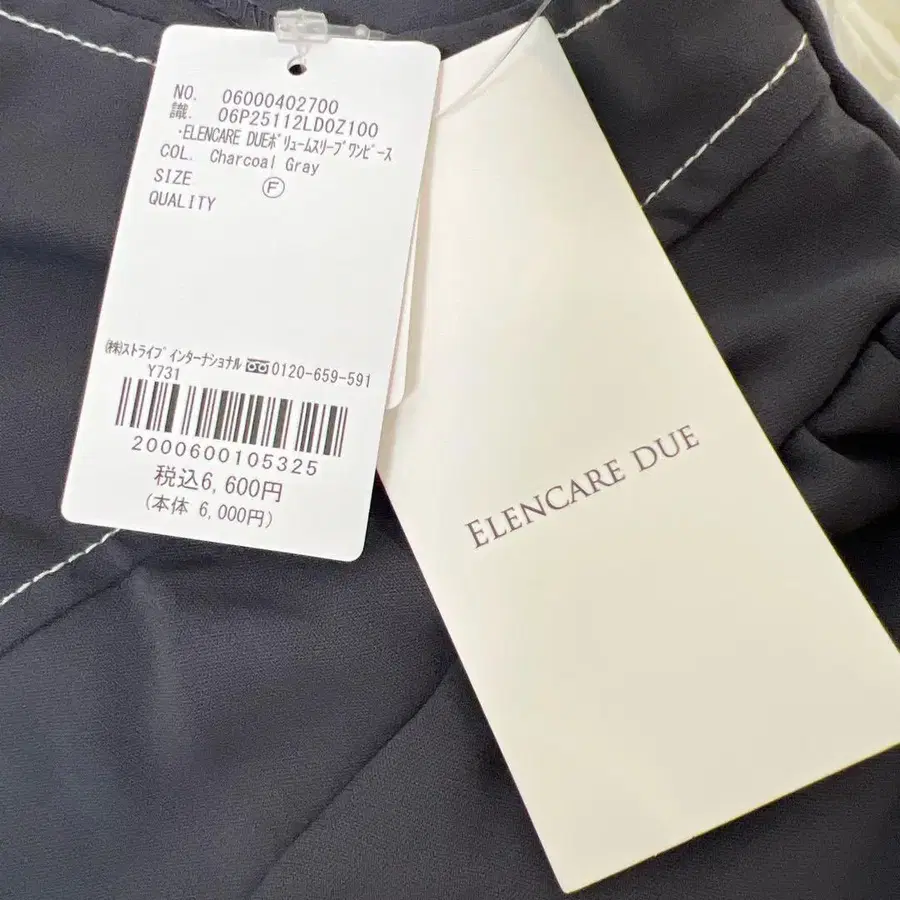 NO. 06000402700
識. 06P25112LD0Z100
･ELENCARE DUEﾎﾞﾘｭｰﾑｽﾘｰﾌﾞﾜﾝﾋﾟｰｽ
COL. Charcoal Gray
SIZE Ⓕ
QUALITY
㈱ｽﾄﾗｲﾌﾟｲﾝﾀｰﾅｼｮﾅﾙ 0120-659-591
Y731
2000600105325
税込6,600円
(本体 6,000円)
ELENCARE DUE